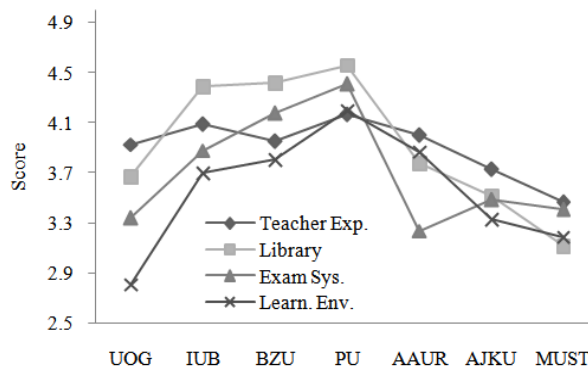 4.9
4.5
4.1
3.7
3.3
2.9
2.5
Score
Teacher Exp.
Library
Exam Sys.
Learn. Env.
UOG IUB BZU PU AAUR AJKU MUST